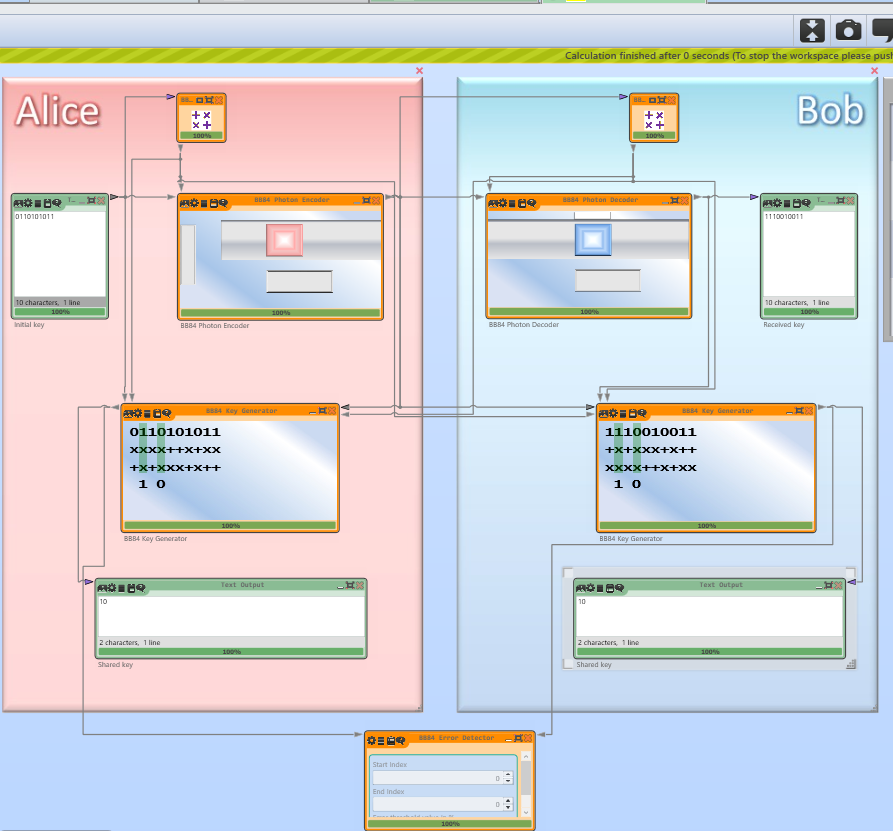 Calculation finished after 0 seconds (To stop the workspace please push
Alice
Bob
100%
100%
0110101011
10 characters, 1 line
100%
Initial key
BB84 Photon Encoder
100%
BB84 Photon Encoder
BB84 Photon Decoder
100%
BB84 Photon Decoder
1110010011
10 characters, 1 line
100%
Received key
BB84 Key Generator
0110101011
xxxx++x+xx
+x+xxx+x++
1 0
100%
BB84 Key Generator
BB84 Key Generator
1110010011
+x+xxx+x++
xxxx++x+xx
1 0
100%
BB84 Key Generator
Text Output
10
2 characters, 1 line
100%
Shared key
Text Output
10
2 characters, 1 line
100%
Shared key
BB84 Error Detector
Start Index
0
End Index
0
100%